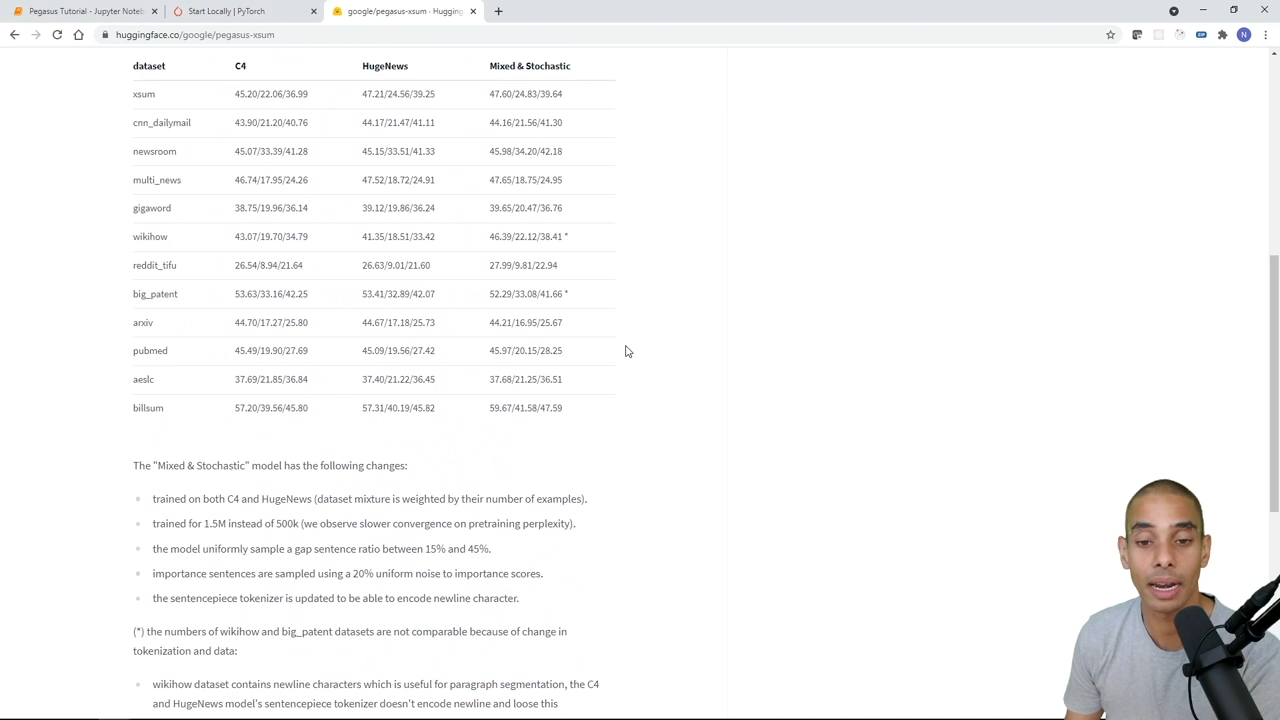 Pegasus Tutorial - Jupyter Noteb
Start Locally | PyTorch
google/pegasus-xsum · Hugging
huggingface.co/google/pegasus-xsum
N
dataset C4 HugeNews Mixed & Stochastic
xsum 45.20/22.06/36.99 47.21/24.56/39.25 47.60/24.83/39.64
cnn_dailymail 43.90/21.20/40.76 44.17/21.47/41.11 44.16/21.56/41.30
newsroom 45.07/33.39/41.28 45.15/33.51/41.33 45.98/34.20/42.18
multi_news 46.74/17.95/24.26 47.52/18.72/24.91 47.65/18.75/24.95
gigaword 38.75/19.96/36.14 39.12/19.86/36.24 39.65/20.47/36.76
wikihow 43.07/19.70/34.79 41.35/18.51/33.42 46.39/22.12/38.41 *
reddit_tifu 26.54/8.94/21.64 26.63/9.01/21.60 27.99/9.81/22.94
big_patent 53.63/33.16/42.25 53.41/32.89/42.07 52.29/33.08/41.66 *
arxiv 44.70/17.27/25.80 44.67/17.18/25.73 44.21/16.95/25.67
pubmed 45.49/19.90/27.69 45.09/19.56/27.42 45.97/20.15/28.25
aeslc 37.69/21.85/36.84 37.40/21.22/36.45 37.68/21.25/36.51
billsum 57.20/39.56/45.80 57.31/40.19/45.82 59.67/41.58/47.59
The "Mixed & Stochastic" model has the following changes:
trained on both C4 and HugeNews (dataset mixture is weighted by their number of examples).
trained for 1.5M instead of 500k (we observe slower convergence on pretraining perplexity).
the model uniformly sample a gap sentence ratio between 15% and 45%.
importance sentences are sampled using a 20% uniform noise to importance scores.
the sentencepiece tokenizer is updated to be able to encode newline character.
(*) the numbers of wikihow and big_patent datasets are not comparable because of change in
tokenization and data:
wikihow dataset contains newline characters which is useful for paragraph segmentation, the C4
and HugeNews model's sentencepiece tokenizer doesn't encode newline and loose this